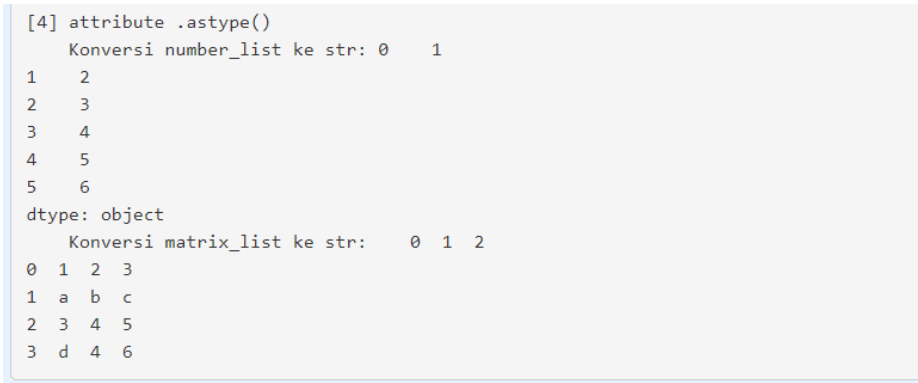 [4] attribute .astype()
    Konversi number_list ke str: 0    1
1    2
2    3
3    4
4    5
5    6
dtype: object
    Konversi matrix_list ke str:    0  1  2
0  1  2  3
1  a  b  c
2  3  4  5
3  d  4  6